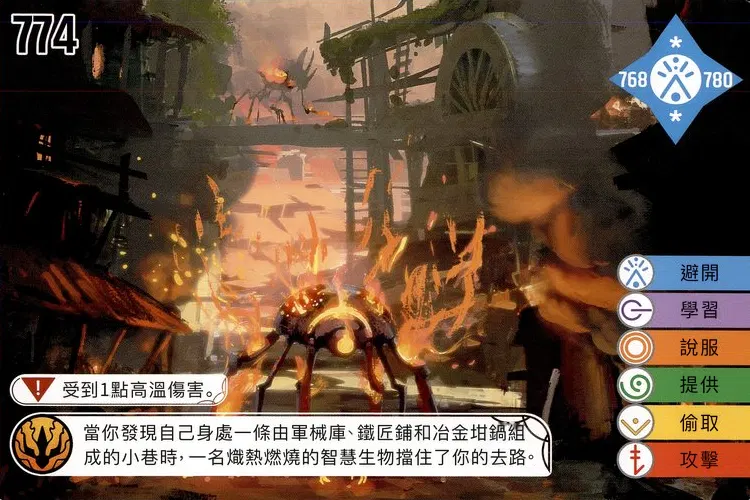 774
*
768 780
*
避開
學習
說服
提供
偷取
攻擊
! 受到1點高溫傷害。
當你發現自己身處一條由軍械庫、鐵匠鋪和冶金坩鍋組
成的小巷時,一名熾熱燃燒的智慧生物擋住了你的去路。